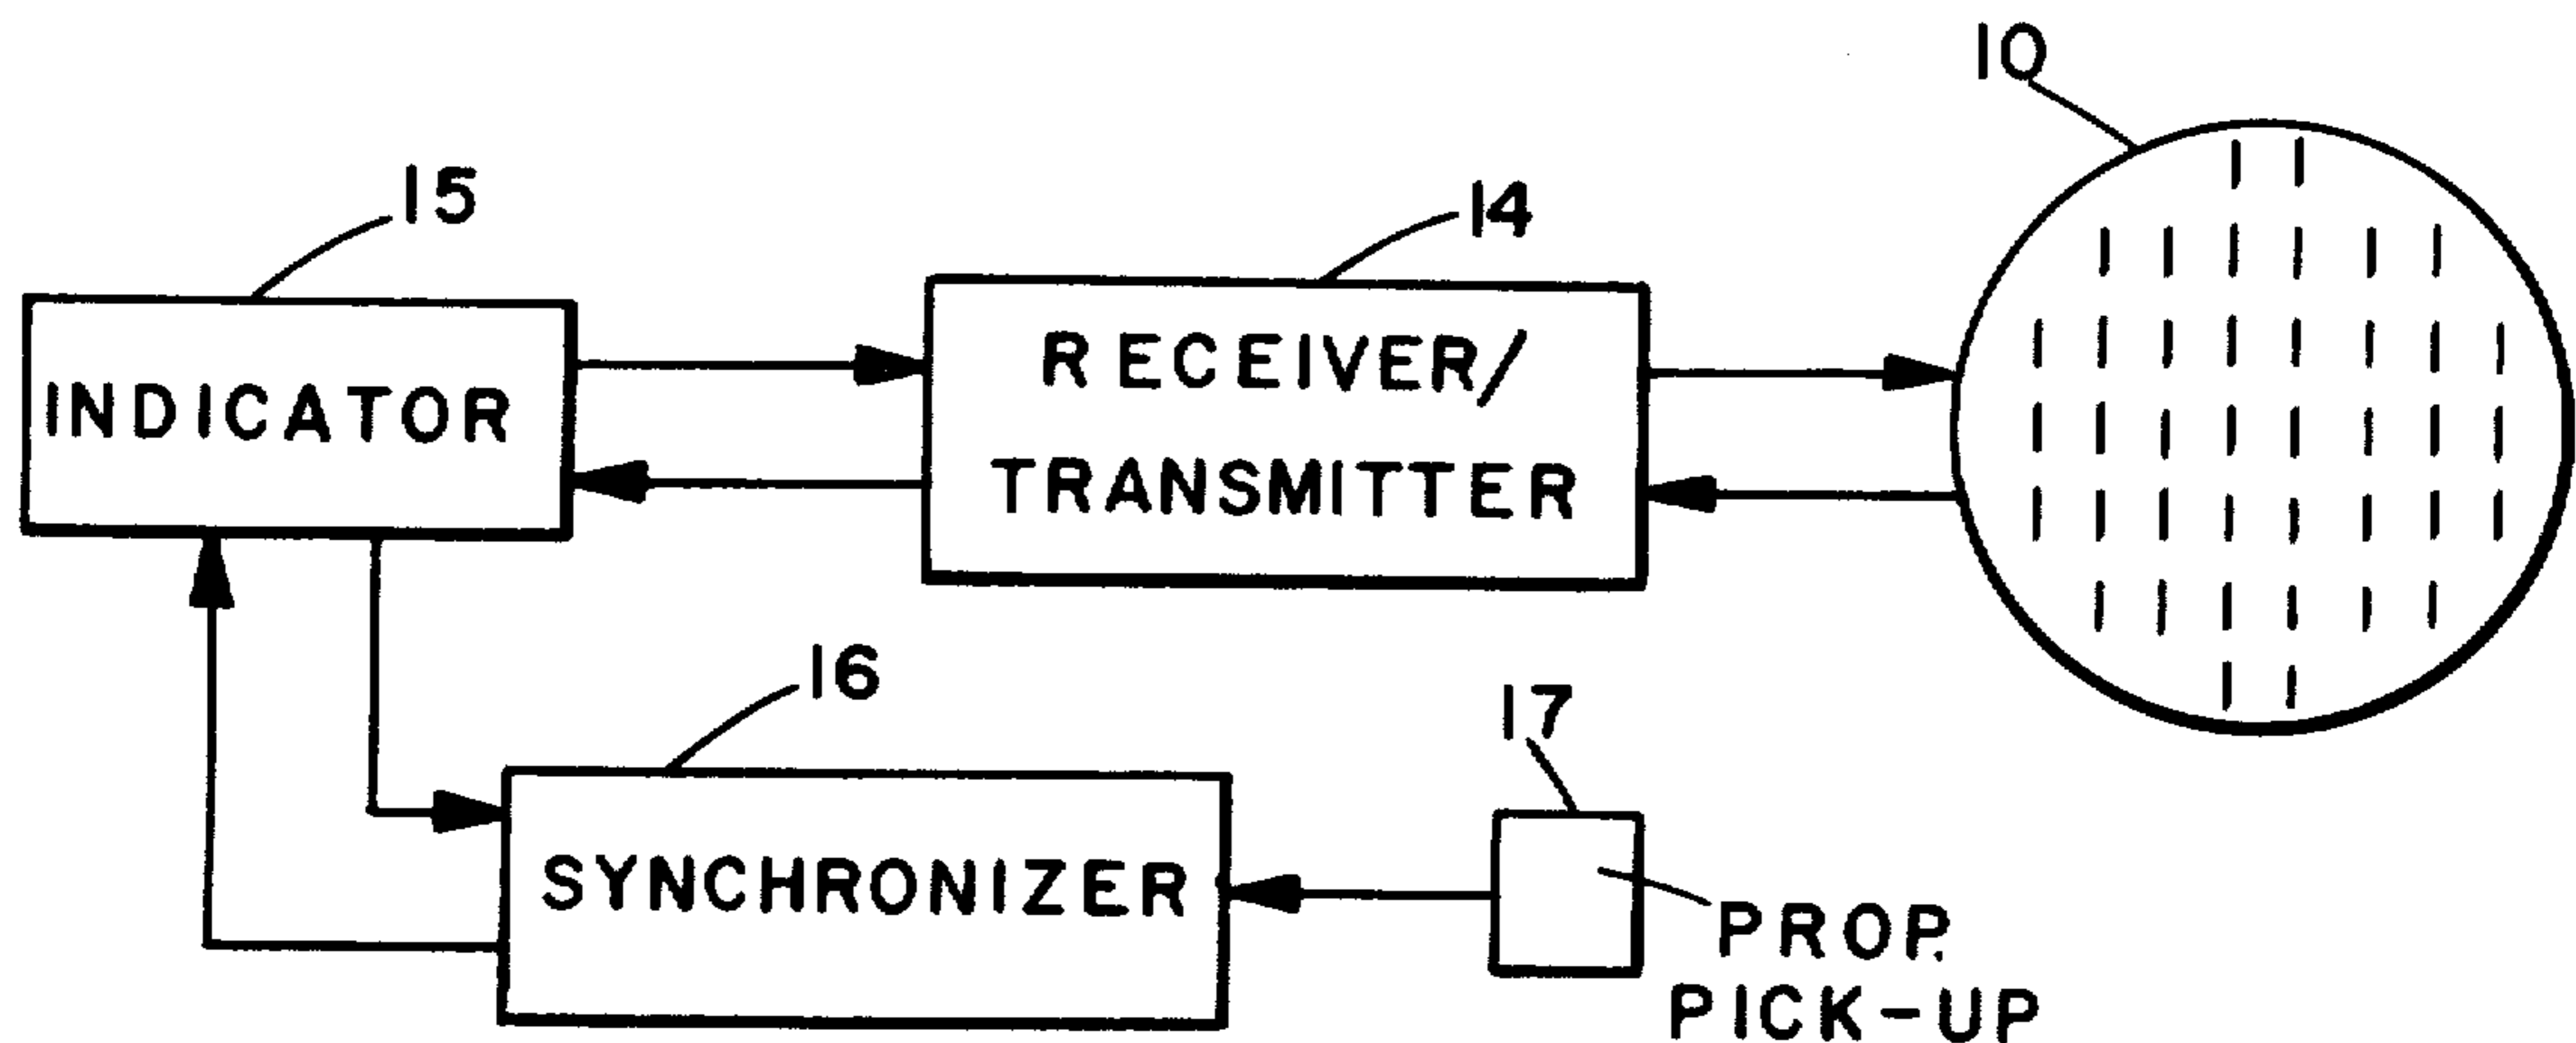 10
15
14
INDICATOR
RECEIVER/
TRANSMITTER
16
17
SYNCHRONIZER
PROP.
PICK-UP